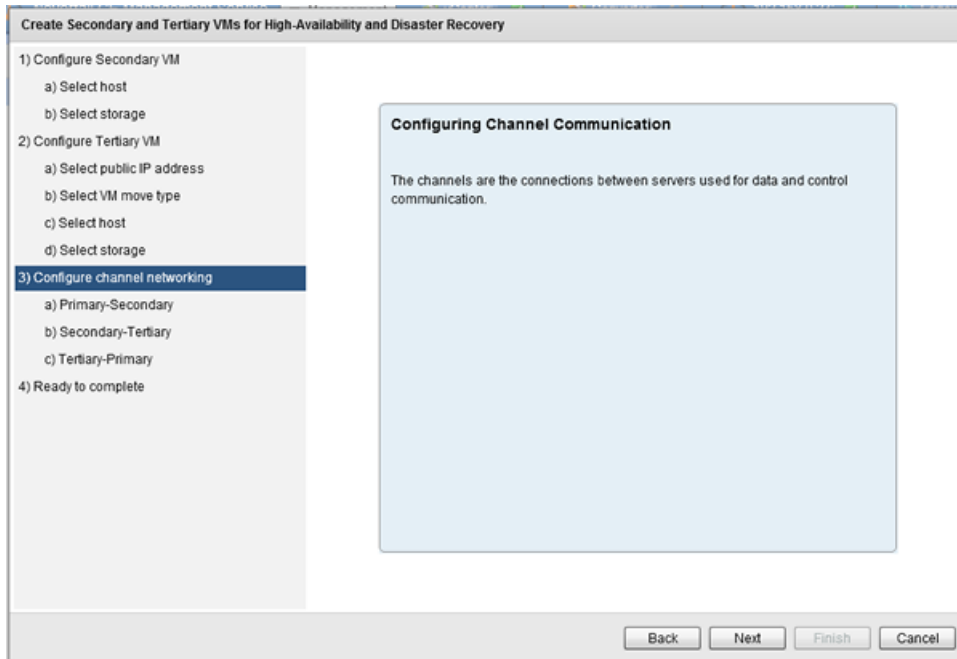 Create Secondary and Tertiary VMs for High-Availability and Disaster Recovery
1) Configure Secondary VM
a) Select host
b) Select storage
2) Configure Tertiary VM
a) Select public IP address
b) Select VM move type
c) Select host
d) Select storage
3) Configure channel networking
a) Primary-Secondary
b) Secondary-Tertiary
c) Tertiary-Primary
4) Ready to complete
Configuring Channel Communication
The channels are the connections between servers used for data and control
communication.
Back Next Finish Cancel